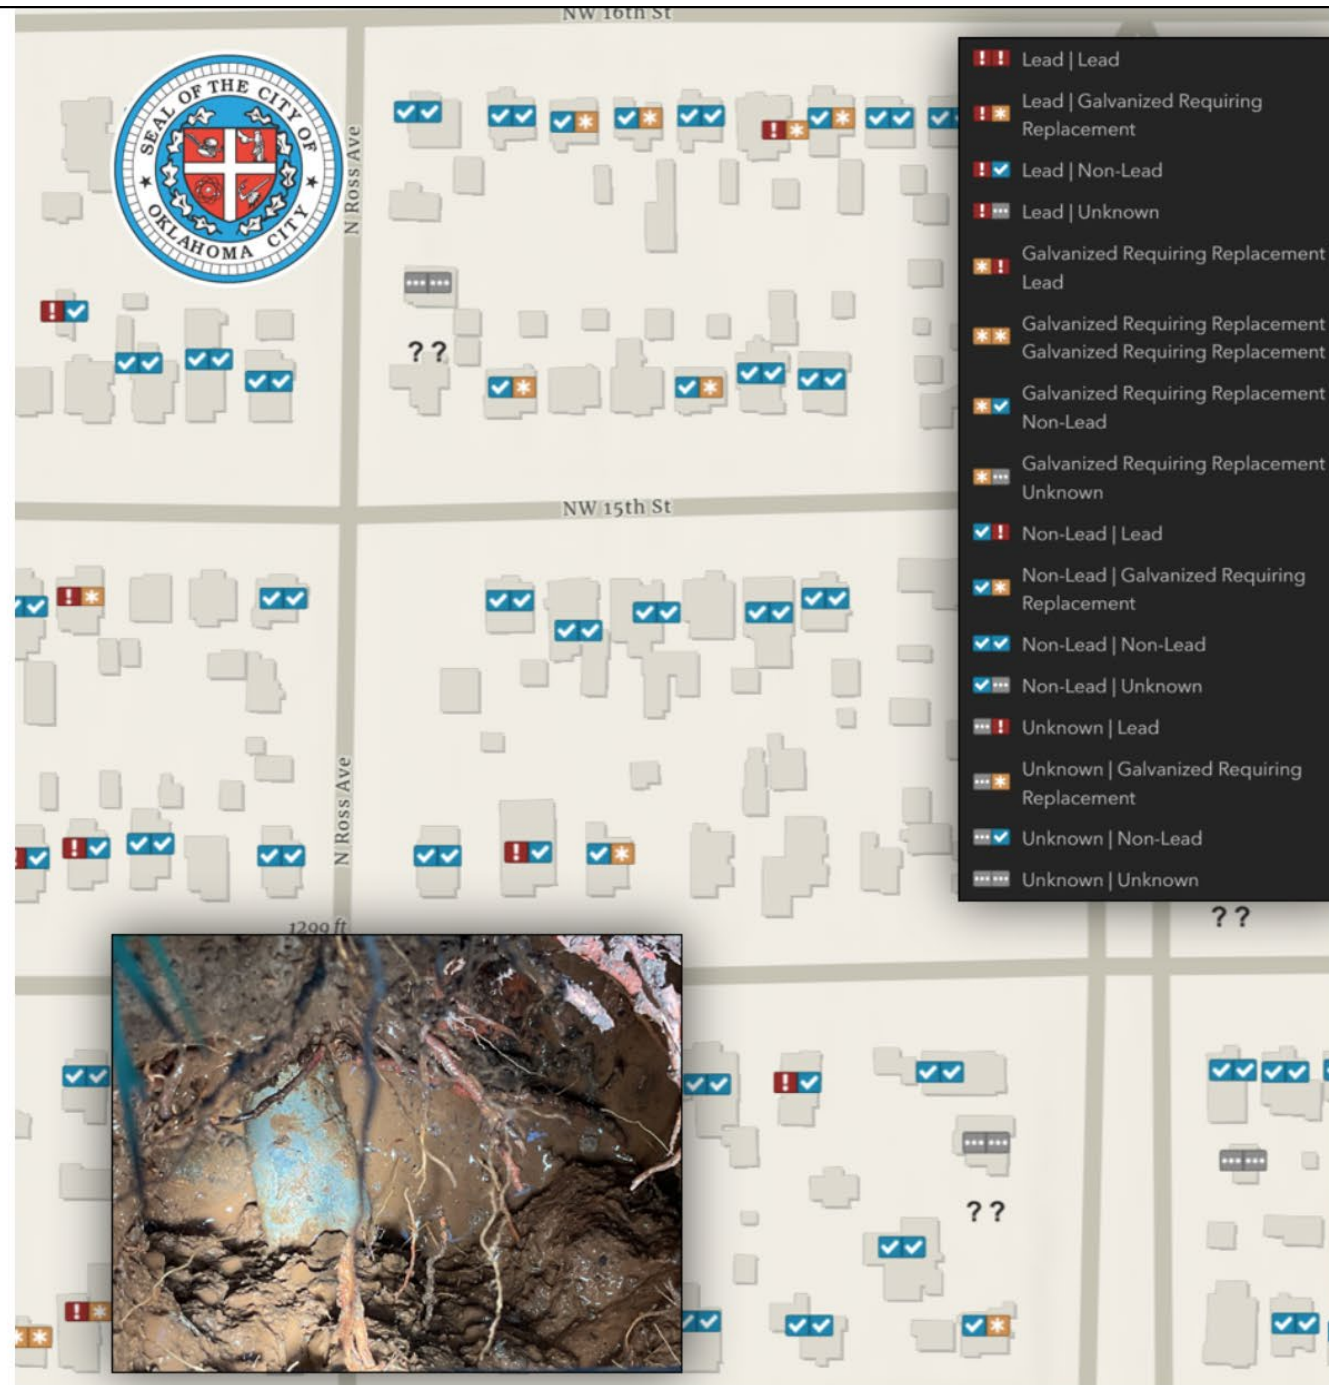 NW 16th St
SEAL OF THE CITY OF
OKLAHOMA CITY
N Ross Ave
? ?
NW 15th St
N Ross Ave
1299 ft
? ?
? ?
Lead | Lead
Lead | Galvanized Requiring
Replacement
Lead | Non-Lead
Lead | Unknown
Galvanized Requiring Replacement
Lead
Galvanized Requiring Replacement
Galvanized Requiring Replacement
Galvanized Requiring Replacement
Non-Lead
Galvanized Requiring Replacement
Unknown
Non-Lead | Lead
Non-Lead | Galvanized Requiring
Replacement
Non-Lead | Non-Lead
Non-Lead | Unknown
Unknown | Lead
Unknown | Galvanized Requiring
Replacement
Unknown | Non-Lead
Unknown | Unknown